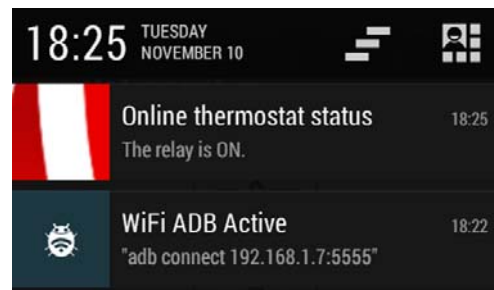 18:25
TUESDAY
NOVEMBER 10
Online thermostat status 18:25
The relay is ON.
WiFi ADB Active 18:22
"adb connect 192.168.1.7:5555"